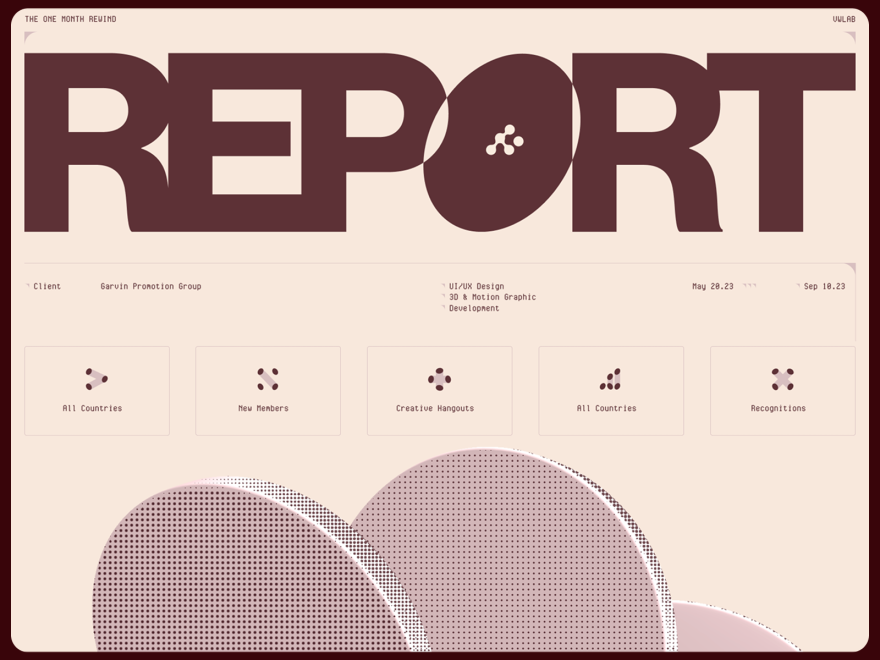 THE ONE MONTH REWIND
VWLAB
REPORT
Client
Garvin Promotion Group
UI/UX Design
3D & Motion Graphic
Development
May 20.23
Sep 10.23
All Countries
New Members
Creative Hangouts
All Countries
Recognitions